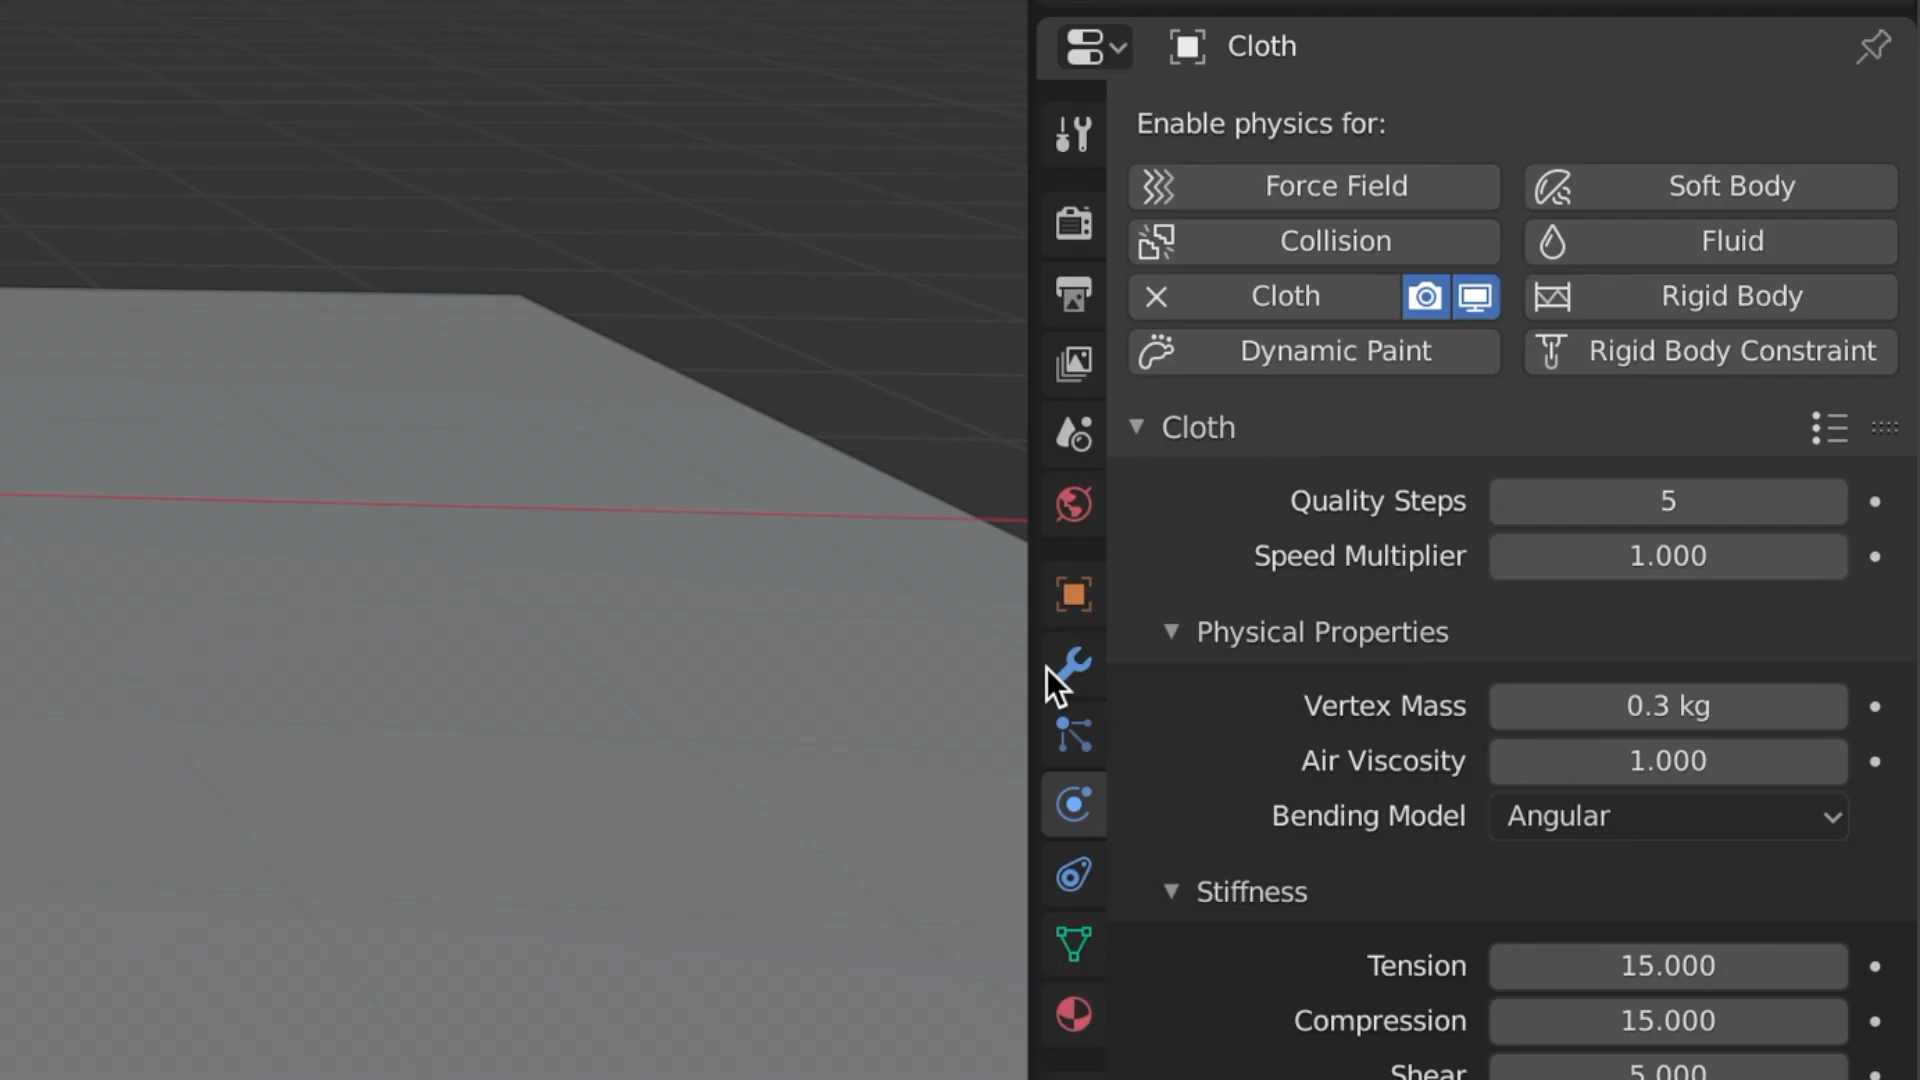 Cloth
Enable physics for:
Force Field
Soft Body
Collision
Fluid
Cloth
Rigid Body
Dynamic Paint
Rigid Body Constraint
Cloth
Quality Steps 5
Speed Multiplier 1.000
Physical Properties
Vertex Mass 0.3 kg
Air Viscosity 1.000
Bending Model Angular
Stiffness
Tension 15.000
Compression 15.000
Shear 5.000